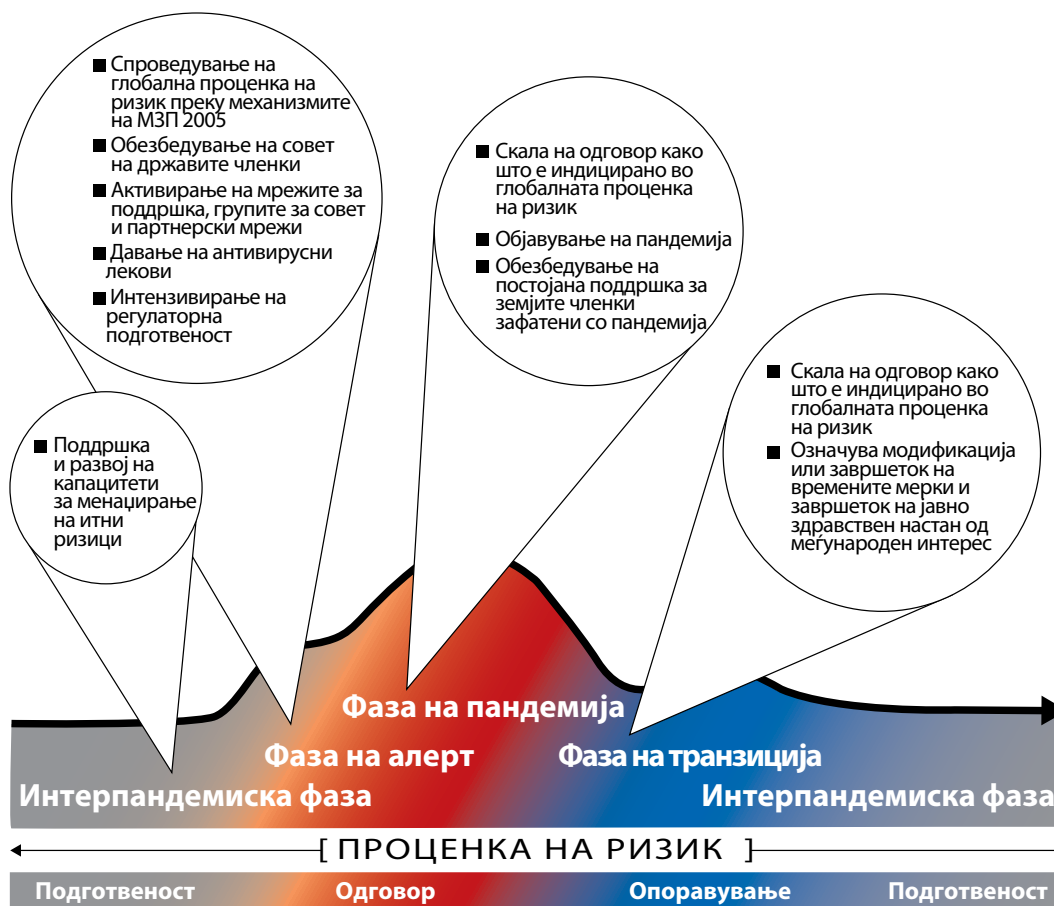 ■ Спроведување на
глобална проценка на
ризик преку механизмите
на МЗП 2005
■ Обезбедување на совет
на државите членки
■ Активирање на мрежите за
поддршка, групите за совет
и партнерски мрежи
■ Давање на антивирусни
лекови
■ Интензивирање на
регулаторна
подготвеност
■ Скала на одговор како
што е индицирано во
глобалната проценка
на ризик
■ Објавување на пандемија
■ Обезбедување на
постојана поддршка за
земјите членки
зафатени со пандемија
■ Скала на одговор како
што е индицирано во
глобалната проценка
на ризик
■ Означува модификација
или завршеток на
времените мерки и
завршеток на јавно
здравствен настан од
меѓународен интерес
■ Поддршка
и развој на
капацитети
за менаџирање
на итни
ризици
Фаза на пандемија
Фаза на алерт
Фаза на транзиција
Интерпандемиска фаза
Интерпандемиска фаза
[ ПРОЦЕНКА НА РИЗИК ]
Подготвеност
Одговор
Опоравување
Подготвеност